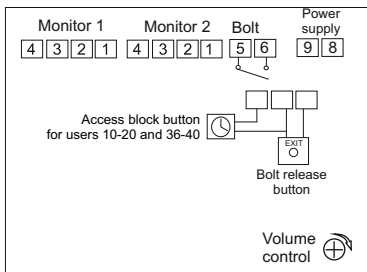 Monitor 1 Monitor 2 Bolt Power
supply
4 3 2 1 4 3 2 1 5 6 9 8
Access block button
for users 10-20 and 36-40
EXIT
Bolt release
button
Volume
control